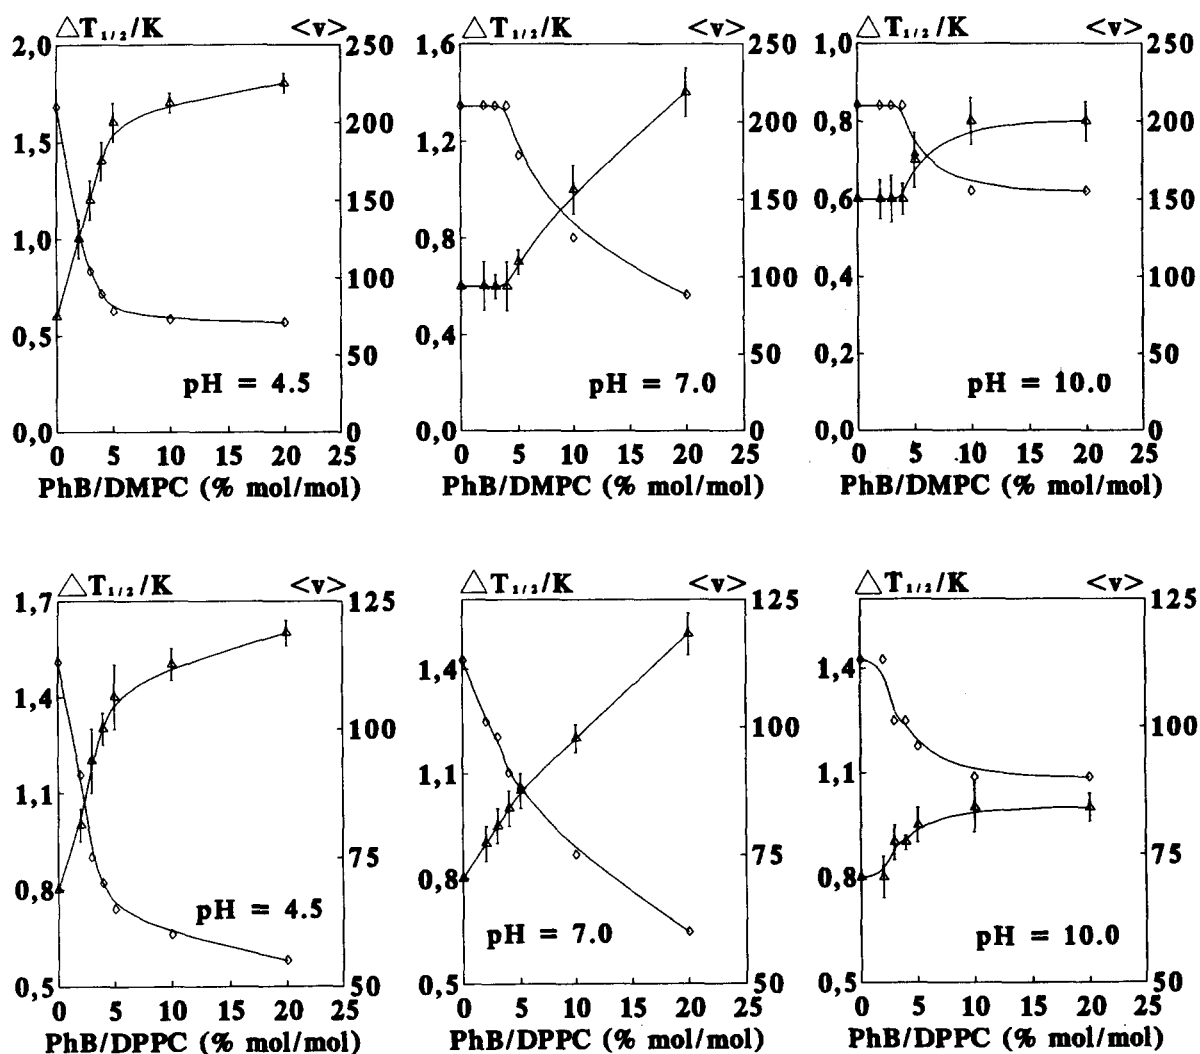 △T₁/₂/K <v>
2,0 250
200
1,5
150
1,0
100
0,5
50
pH = 4.5
0,0 0
0 5 10 15 20 25
PhB/DMPC (% mol/mol)
△T₁/₂/K <v>
1,6 250
200
1,2
150
0,8
100
0,4
50
pH = 7.0
0,0 0
0 5 10 15 20 25
PhB/DMPC (% mol/mol)
△T₁/₂/K <v>
1,0 250
0,8 200
0,6 150
0,4 100
0,2 50
pH = 10.0
0,0 0
0 5 10 15 20 25
PhB/DMPC (% mol/mol)
△T₁/₂/K <v>
1,7 125
1,4
100
1,1
75
0,8
pH = 4.5
0,5 50
0 5 10 15 20 25
PhB/DPPC (% mol/mol)
△T₁/₂/K <v>
125
1,4
100
1,1
75
0,8
pH = 7.0
0,5 50
0 5 10 15 20 25
PhB/DPPC (% mol/mol)
△T₁/₂/K <v>
125
1,4
100
1,1
75
0,8
pH = 10.0
0,5 50
0 5 10 15 20 25
PhB/DPPC (% mol/mol)